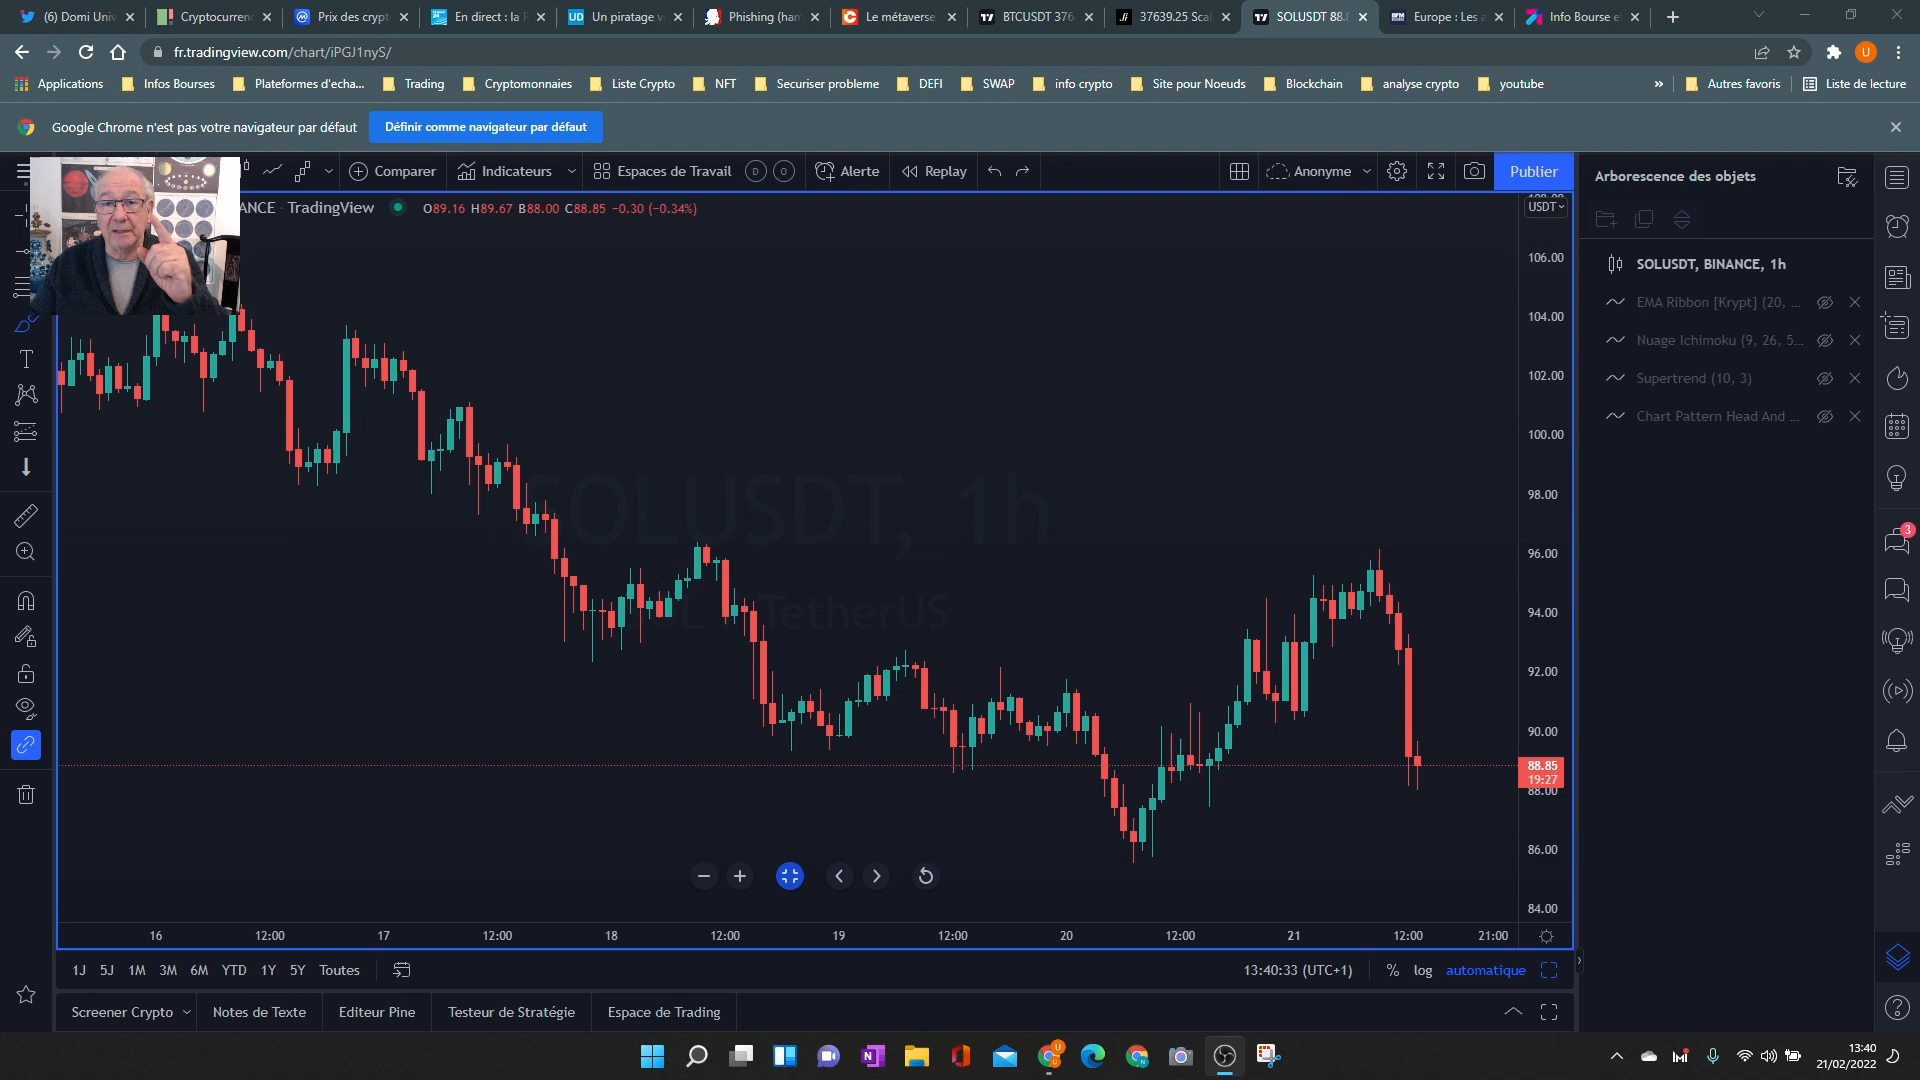 (6) Domi Univ
Cryptocurrenc
Prix des crypt
En direct : la F
Un piratage v
Phishing (ham
Le métaverse
BTCUSDT 376
37639.25 Scal
SOLUSDT 88.8
Europe : Les a
Info Bourse e
fr.tradingview.com/chart/iPGJ1nyS/
Applications
Infos Bourses
Plateformes d'echa...
Trading
Cryptomonnaies
Liste Crypto
NFT
Securiser probleme
DEFI
SWAP
info crypto
Site pour Noeuds
Blockchain
analyse crypto
youtube
»
Autres favoris
Liste de lecture
Google Chrome n'est pas votre navigateur par défaut
Définir comme navigateur par défaut
Comparer
Indicateurs
Espaces de Travail
D
O
Alerte
Replay
Anonyme
Publier
Arborescence des objets
ANCE · TradingView
O89.16 H89.67 B88.00 C88.85 −0.30 (−0.34%)
USDT
SOLUSDT, BINANCE, 1h
EMA Ribbon [Krypt] (20, ...
Nuage Ichimoku (9, 26, 5...
Supertrend (10, 3)
Chart Pattern Head And ...
SOLUSDT, 1h
TetherUS
106.00
104.00
102.00
100.00
98.00
96.00
94.00
92.00
90.00
88.85
19:27
88.00
86.00
84.00
3
16
12:00
17
12:00
18
12:00
19
12:00
20
12:00
21
12:00
21:00
1J
5J
1M
3M
6M
YTD
1Y
5Y
Toutes
13:40:33 (UTC+1)
%
log
automatique
Screener Crypto
Notes de Texte
Editeur Pine
Testeur de Stratégie
Espace de Trading
13:40
21/02/2022